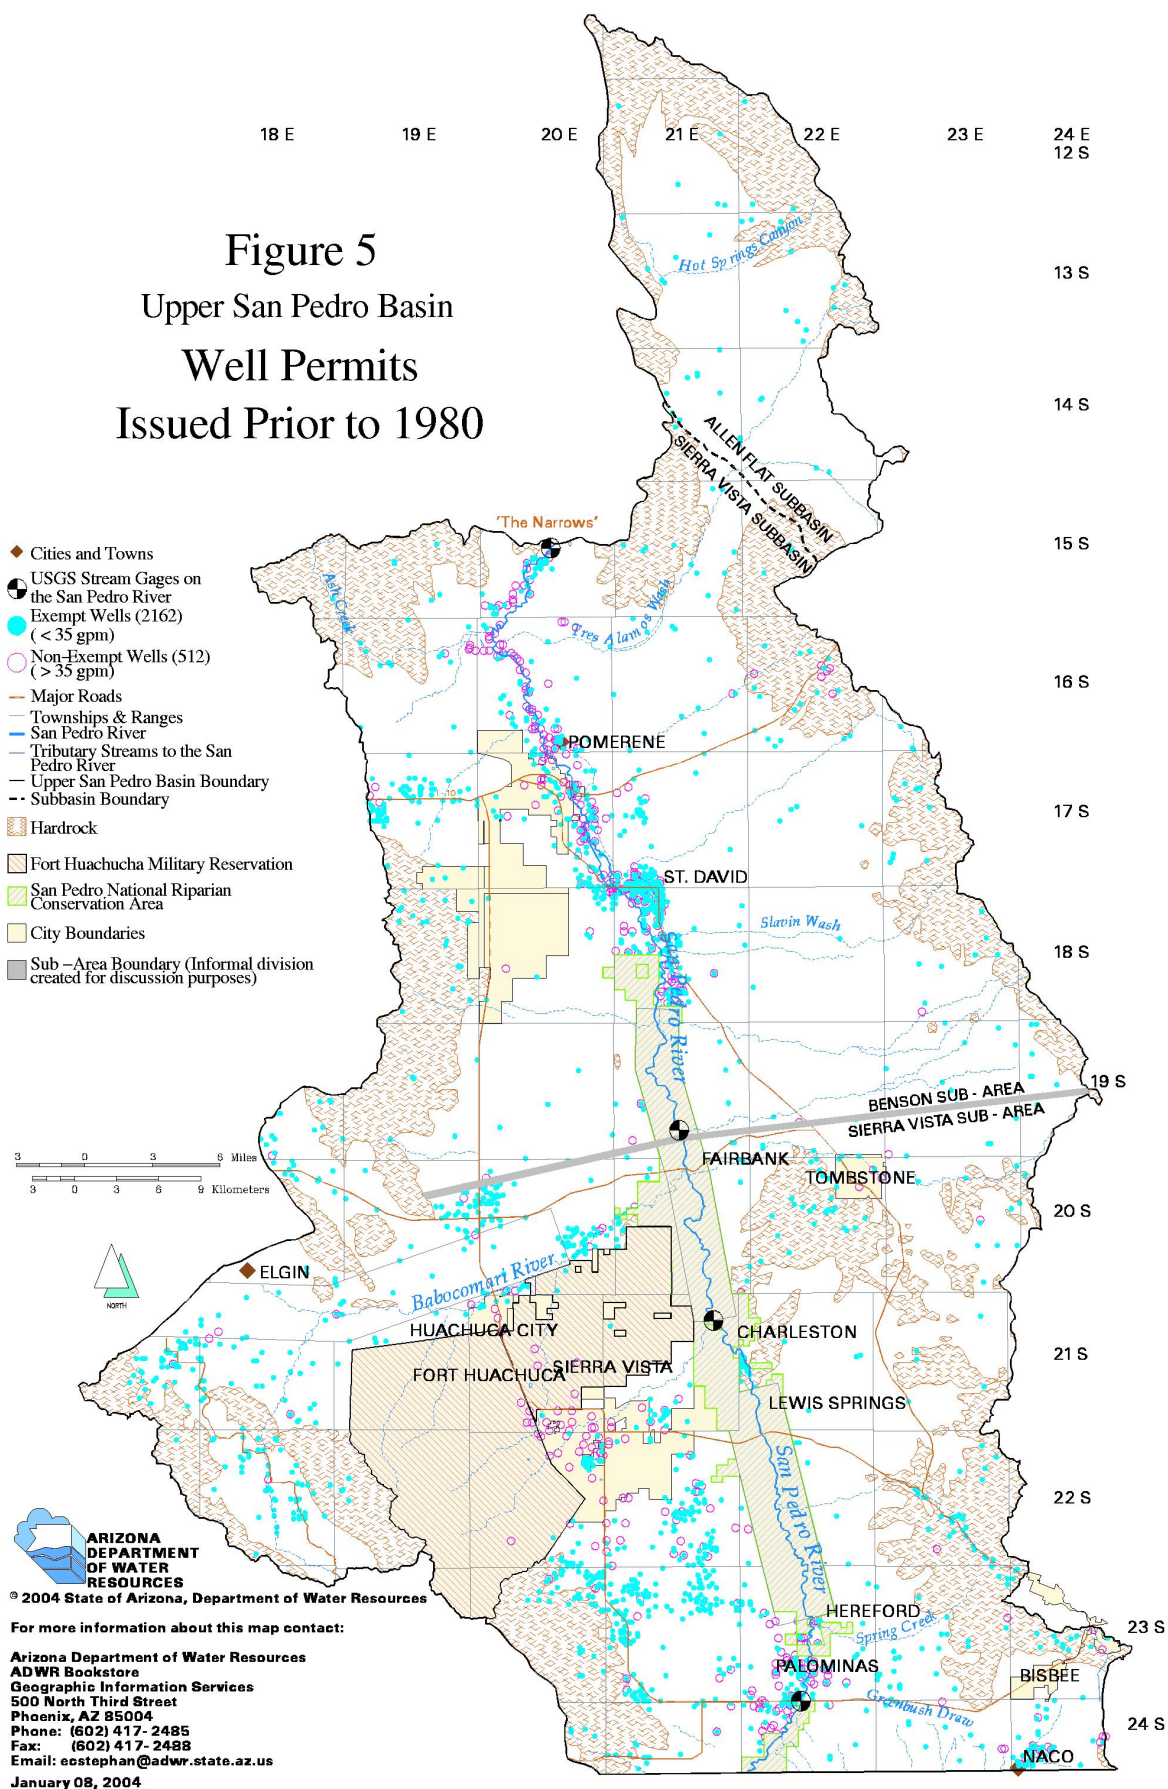 18 E
19 E
20 E
21 E
22 E
23 E
24 E
12 S
Figure 5
Upper San Pedro Basin
Well Permits
Issued Prior to 1980
Hot Springs Canyon
13 S
14 S
ALLEN FLAT SUBBASIN
SIERRA VISTA SUBBASIN
'The Narrows'
15 S
Ash Creek
Tres Alamos Wash
16 S
Cities and Towns
USGS Stream Gages on
the San Pedro River
Exempt Wells (2162)
( < 35 gpm)
Non-Exempt Wells (512)
( > 35 gpm)
Major Roads
Townships & Ranges
San Pedro River
Tributary Streams to the San
Pedro River
Upper San Pedro Basin Boundary
Subbasin Boundary
Hardrock
Fort Huachucha Military Reservation
San Pedro National Riparian
Conservation Area
City Boundaries
Sub -Area Boundary (Informal division
created for discussion purposes)
POMERENE
I-10
17 S
ST. DAVID
Slavin Wash
18 S
San Pedro River
19 S
BENSON SUB - AREA
SIERRA VISTA SUB - AREA
3 0 3 6 Miles
3 0 3 6 9 Kilometers
FAIRBANK
TOMBSTONE
20 S
NORTH
ELGIN
Babocomari River
HUACHUCA CITY
CHARLESTON
21 S
FORT HUACHUCA
SIERRA VISTA
LEWIS SPRINGS
San Pedro River
22 S
ARIZONA
DEPARTMENT
OF WATER
RESOURCES
© 2004 State of Arizona, Department of Water Resources
For more information about this map contact:
Arizona Department of Water Resources
ADWR Bookstore
Geographic Information Services
500 North Third Street
Phoenix, AZ 85004
Phone: (602) 417- 2485
Fax: (602) 417- 2488
Email: ecstephan@adwr.state.az.us
January 08, 2004
HEREFORD
Spring Creek
23 S
PALOMINAS
BISBEE
Greenbush Draw
24 S
NACO